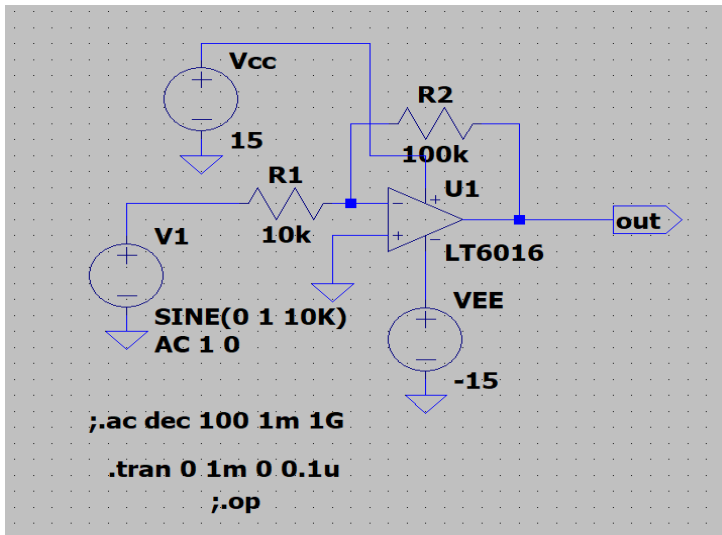 Vcc
15
R2
100k
R1
10k
U1
LT6016
out
V1
SINE(0 1 10K)
AC 1 0
VEE
-15
;.ac dec 100 1m 1G
.tran 0 1m 0 0.1u
;.op